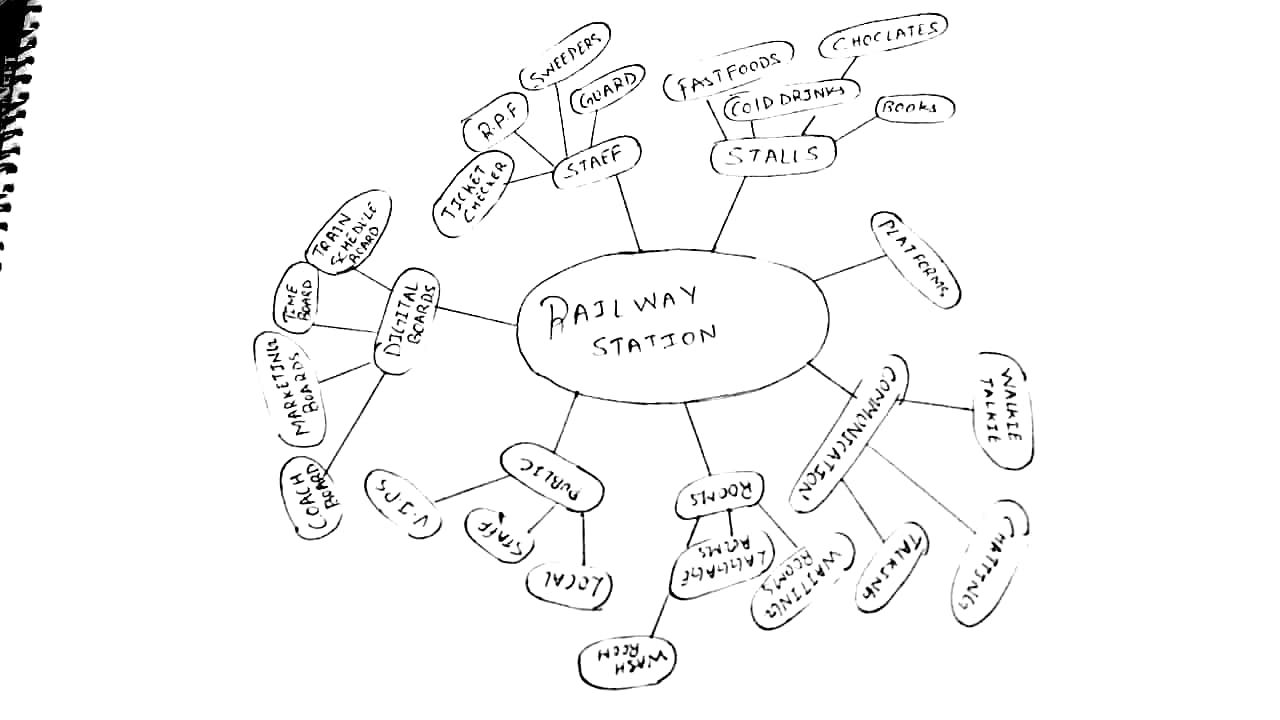 SWEEPERS
GUARD
R.P.F
TICKET
CHECKER
STAFF
CHOCLATES
FASTFOODS
COLD DRINKS
BOOKS
STALLS
PLATFORMS
TRAIN
SCHEDULE
BOARD
TIME
BOARD
MARKETING
BOARDS
COACH
BOARD
DIGITAL
BOARDS
RAILWAY
STATION
COMMUNICATION
WALKIE
TALKIE
CHATTING
TALKING
PUBLIC
V.I.PS
STAFF
LOCAL
ROOMS
LAUGAGE
ROOMS
WAITING
ROOMS
WASH
ROOM